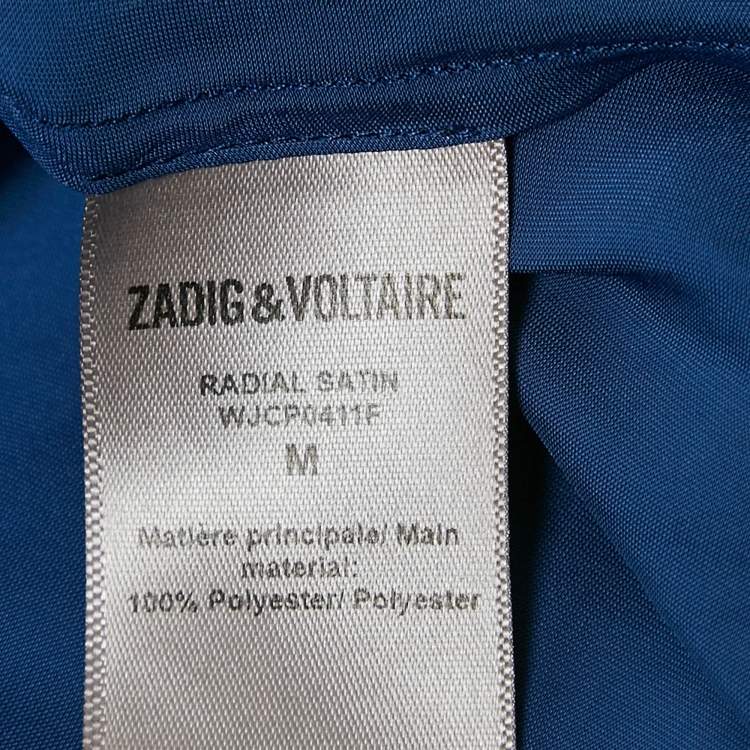 ZADIG&VOLTAIRE
RADIAL SATIN
WJCP0411F
M
Matière principale/ Main
material:
100% Polyester/ Polyester